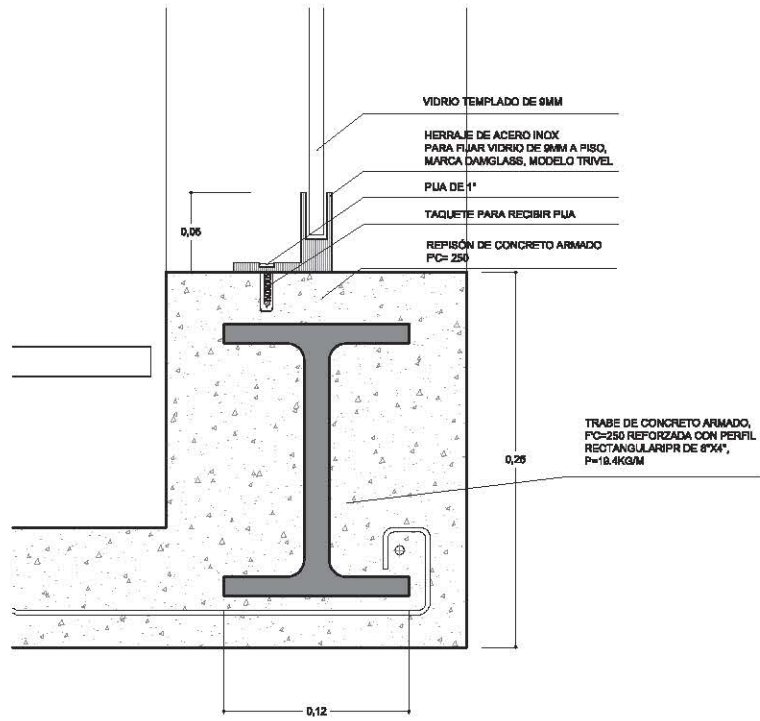 VIDRIO TEMPLADO DE 9MM
HERRAJE DE ACERO INOX
PARA FIJAR VIDRIO DE 9MM A PISO,
MARCA DAMGLASS, MODELO TRIVEL
PIJA DE 1"
0,05
TAQUETE PARA RECIBIR PIJA
REPISÓN DE CONCRETO ARMADO
F'C= 250
TRABE DE CONCRETO ARMADO,
F'C=250 REFORZADA CON PERFIL
RECTANGULARIPR DE 8"X4",
P=19.4KG/M
0,25
0,12